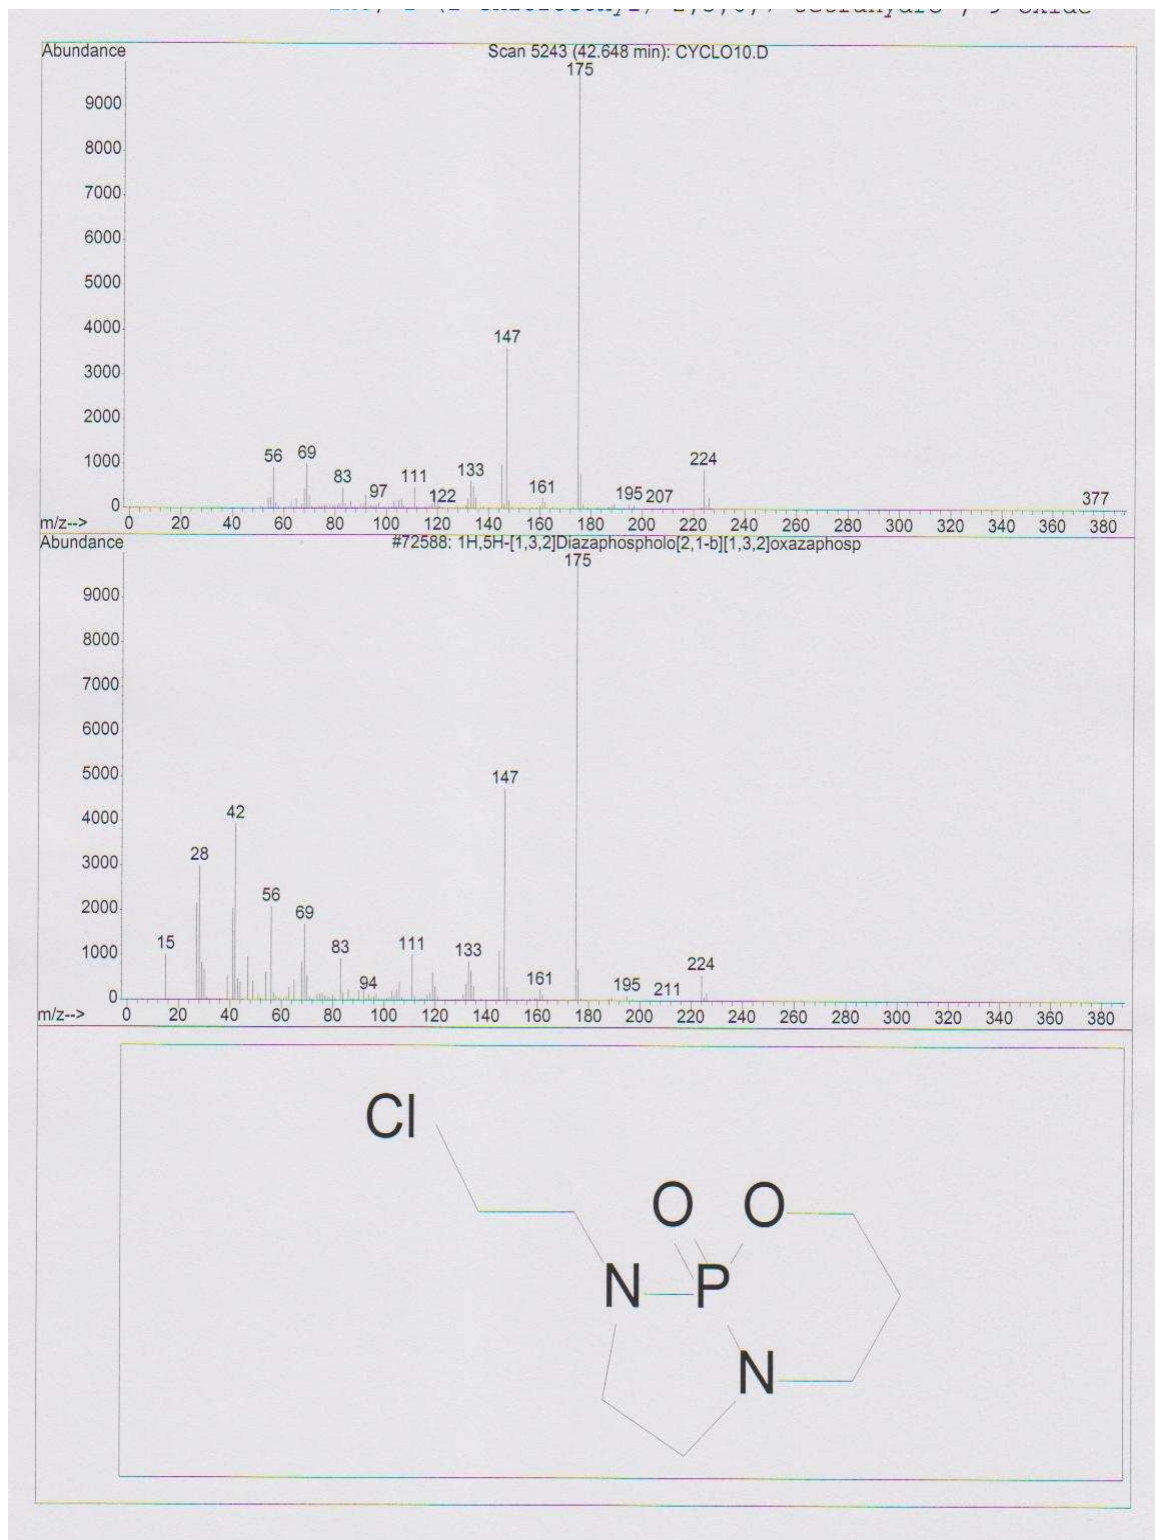 Abundance
Scan 5243 (42.648 min): CYCLO10.D
175
9000
8000
7000
6000
5000
4000
147
3000
2000
1000
56 69 83 97 111 122 133 161 195 207 224 377
0
m/z--> 0 20 40 60 80 100 120 140 160 180 200 220 240 260 280 300 320 340 360 380
Abundance
#72588: 1H,5H-[1,3,2]Diazaphospholo[2,1-b][1,3,2]oxazaphosp
175
9000
8000
7000
6000
5000
147
4000
42
3000
28
2000
56 69
1000
15 83 94 111 133 161 195 211 224
0
m/z--> 0 20 40 60 80 100 120 140 160 180 200 220 240 260 280 300 320 340 360 380
Cl
O O
N P
N